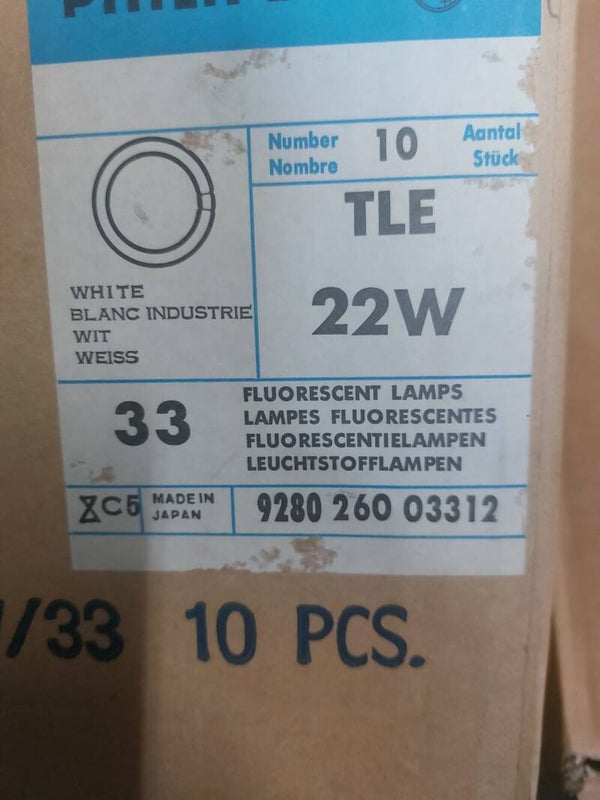 Number 10 Aantal
Nombre Stück
TLE
22W
WHITE
BLANC INDUSTRIE
WIT
WEISS
33
FLUORESCENT LAMPS
LAMPES FLUORESCENTES
FLUORESCENTIELAMPEN
LEUCHTSTOFFLAMPEN
C5
MADE IN
JAPAN
9280 260 03312
/33 10 PCS.